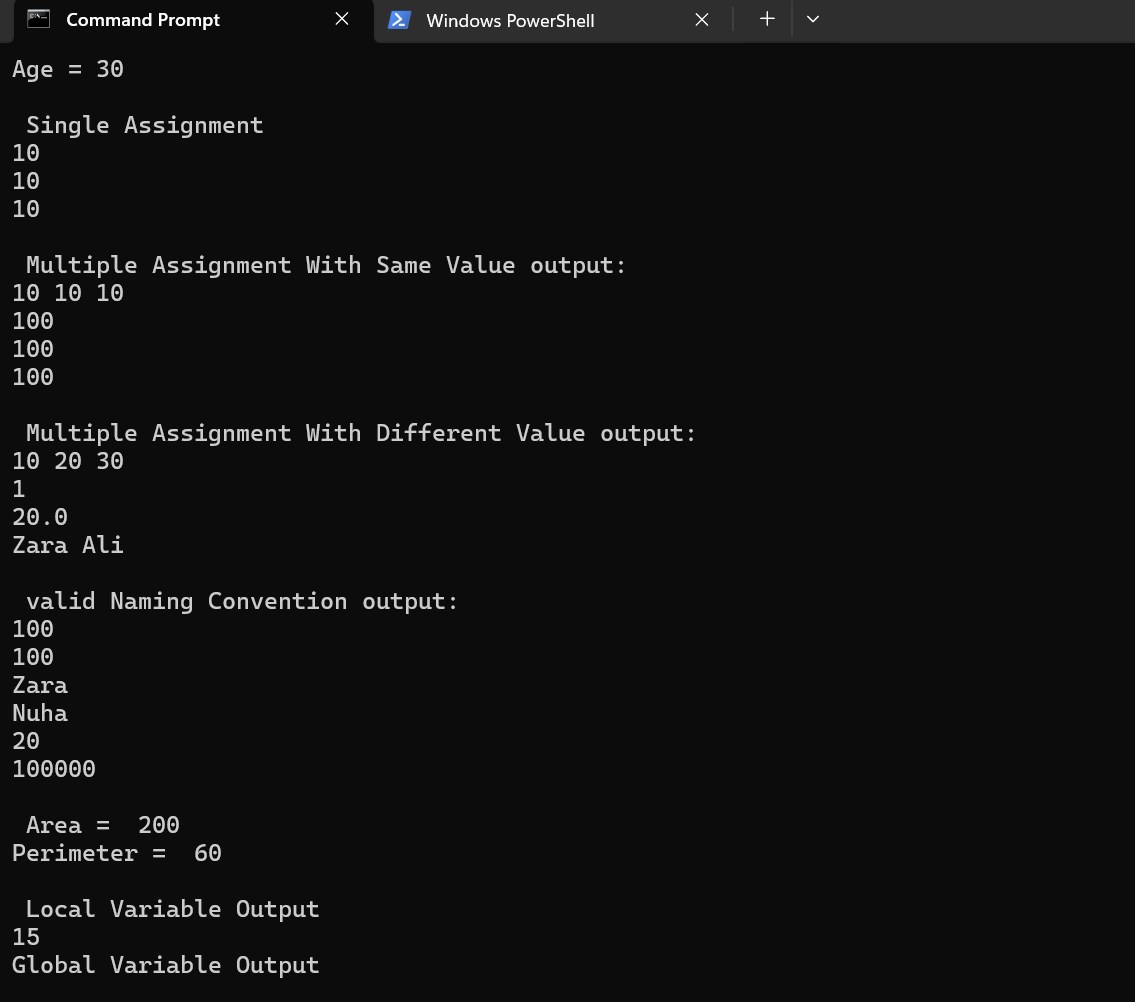 Command Prompt
Windows PowerShell
Age = 30
Single Assignment
10
10
10
Multiple Assignment With Same Value output:
10 10 10
100
100
100
Multiple Assignment With Different Value output:
10 20 30
1
20.0
Zara Ali
valid Naming Convention output:
100
100
Zara
Nuha
20
100000
Area =  200
Perimeter =  60
Local Variable Output
15
Global Variable Output